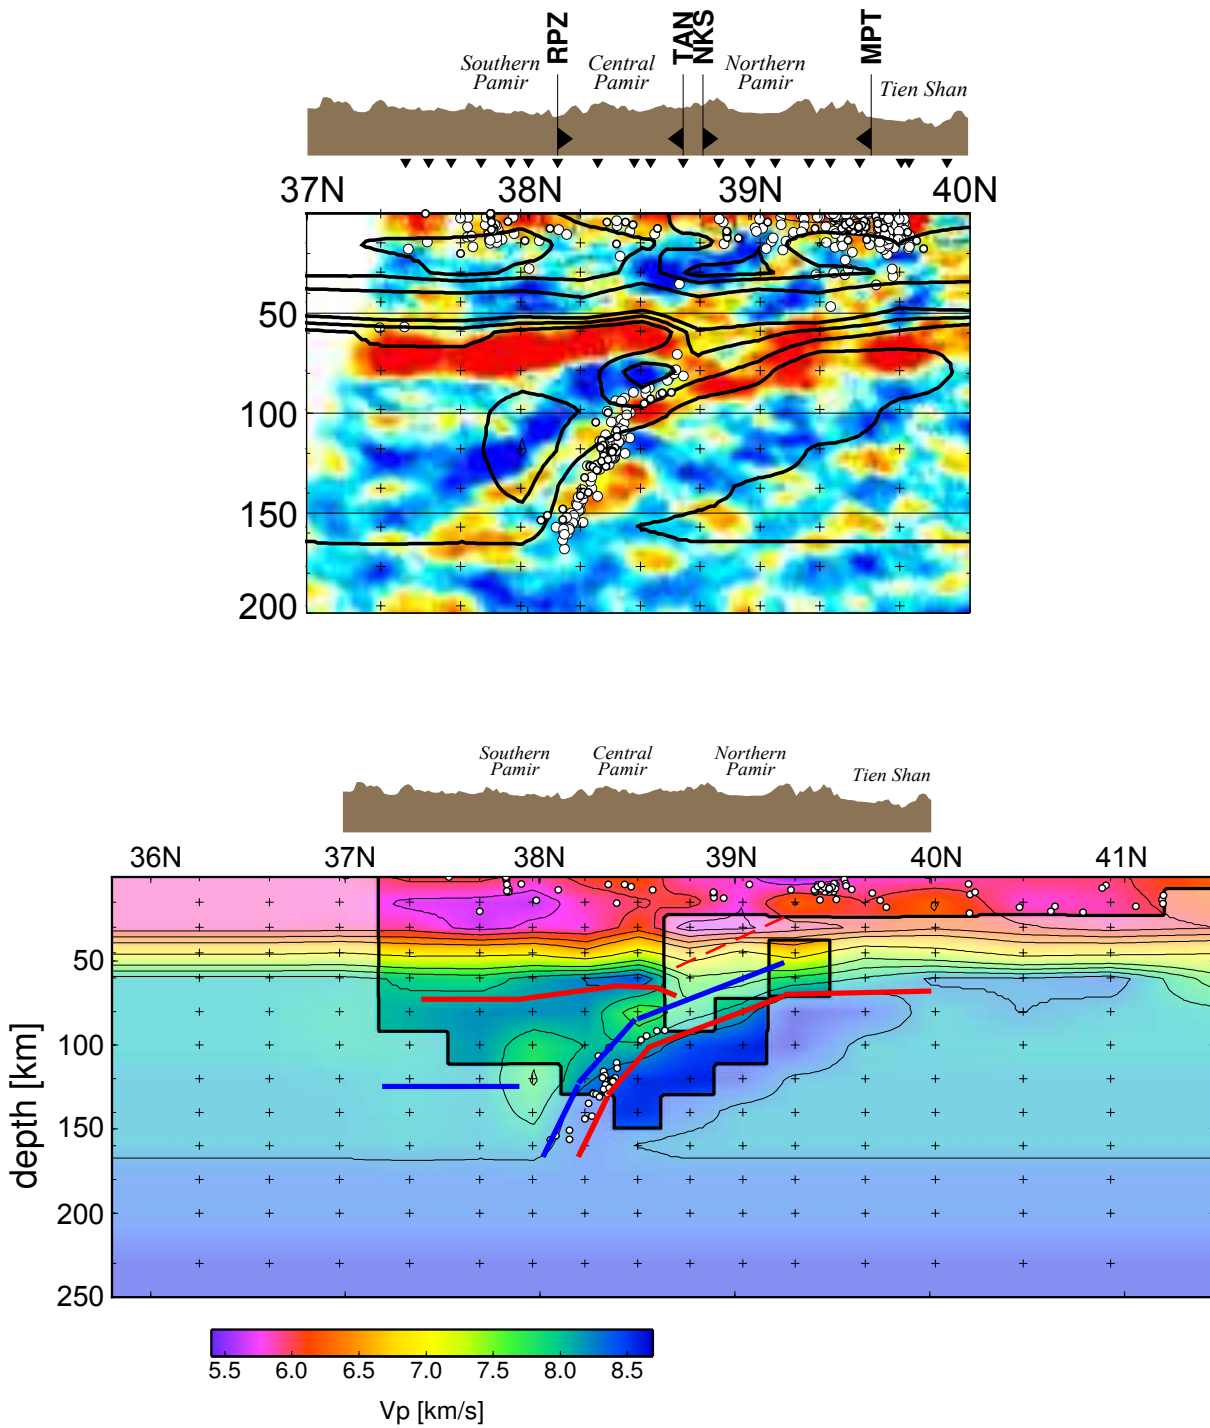 RPZ
TAN
NKS
MPT
Southern Pamir
Central Pamir
Northern Pamir
Tien Shan
37N 38N 39N 40N
50
100
150
200
Southern Pamir
Central Pamir
Northern Pamir
Tien Shan
36N 37N 38N 39N 40N 41N
50
100
150
200
250
depth [km]
5.5 6.0 6.5 7.0 7.5 8.0 8.5
Vp [km/s]